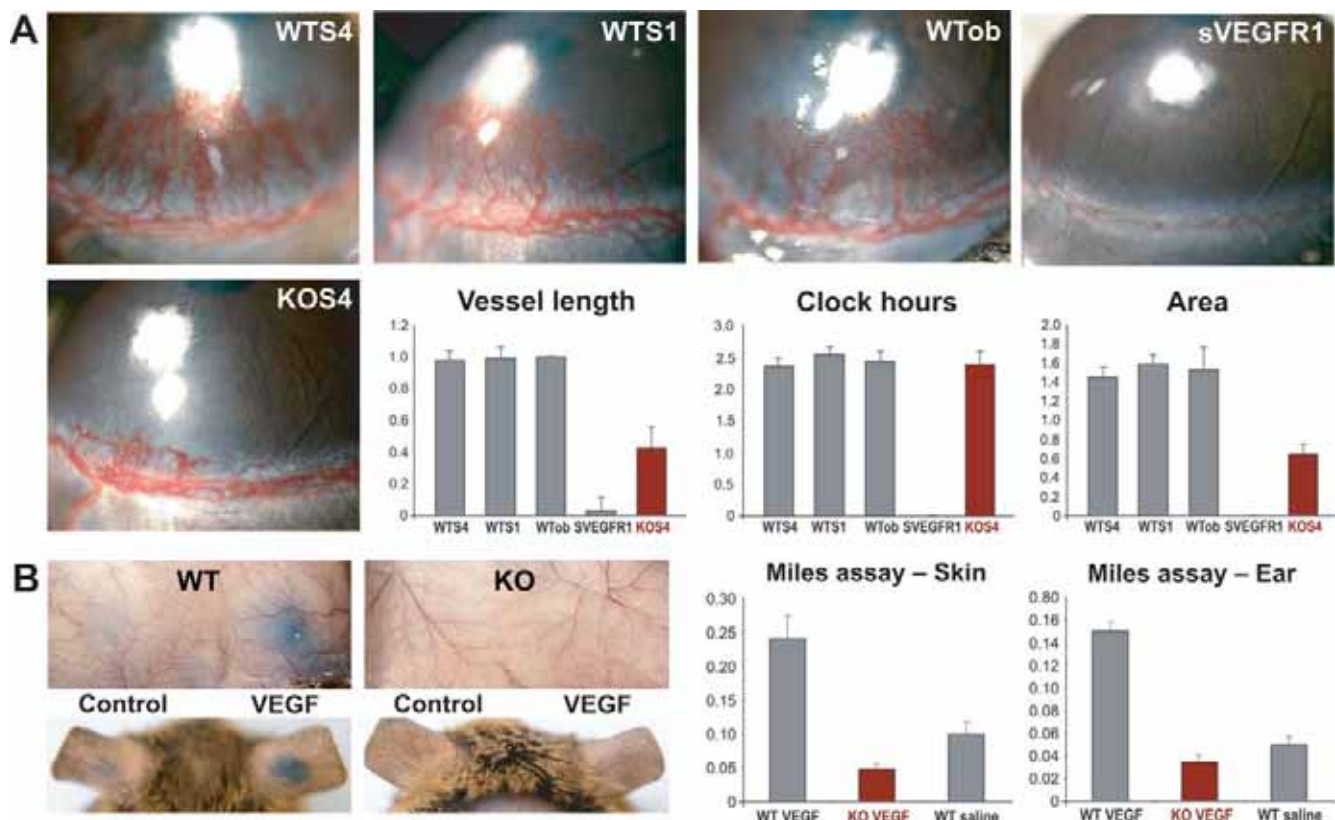 A
WTS4
WTS1
WTob
sVEGFR1
KOS4
Vessel length
1.2
1.0
0.8
0.6
0.4
0.2
0
WTS4 WTS1 WTob SVEGFR1 KOS4
Clock hours
3.0
2.5
2.0
1.5
1.0
0.5
0
WTS4 WTS1 WTob SVEGFR1 KOS4
Area
2.0
1.8
1.6
1.4
1.2
1.0
0.8
0.6
0.4
0.2
0
WTS4 WTS1 WTob SVEGFR1 KOS4
B
WT
KO
Control VEGF
Control VEGF
Miles assay – Skin
0.30
0.25
0.20
0.15
0.10
0.05
0
WT VEGF KO VEGF WT saline
Miles assay – Ear
0.80
0.16
0.14
0.12
0.10
0.08
0.06
0.04
0.02
0
WT VEGF KO VEGF WT saline